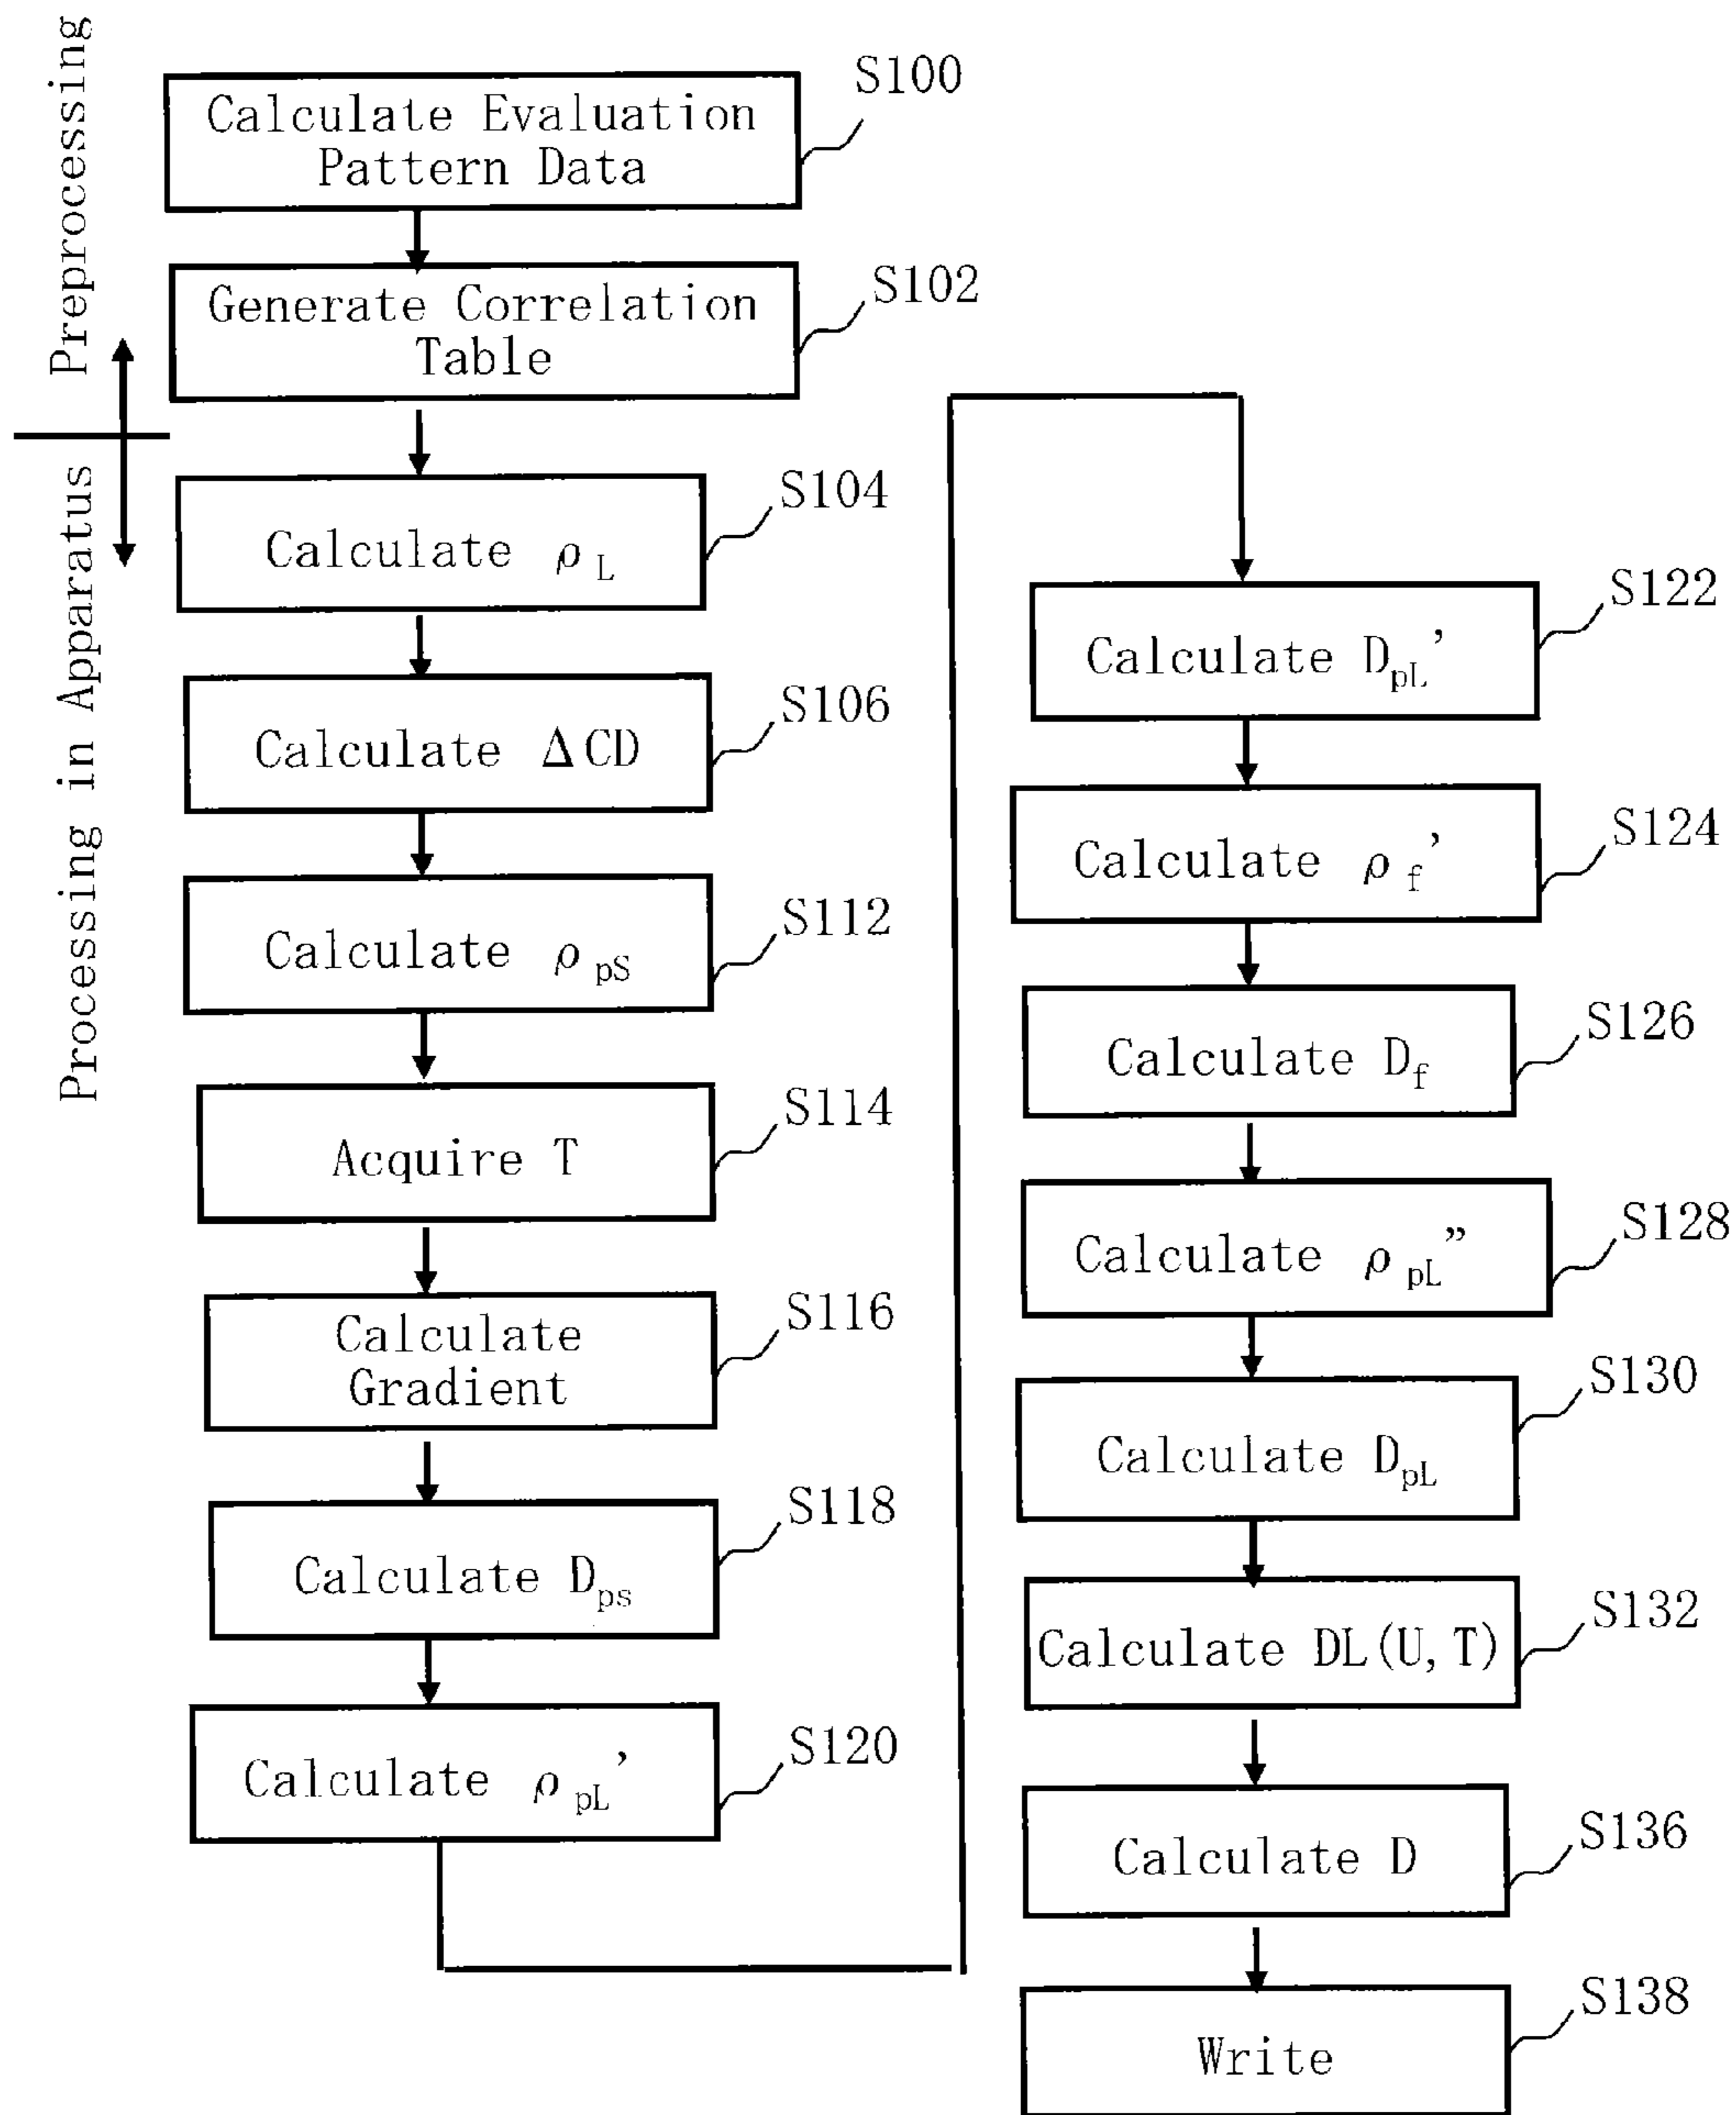 Preprocessing
Processing in Apparatus
Calculate Evaluation
Pattern Data
S100
Generate Correlation
Table
S102
Calculate ρL
S104
Calculate ΔCD
S106
Calculate ρpS
S112
Acquire T
S114
Calculate
Gradient
S116
Calculate Dps
S118
Calculate ρpL’
S120
Calculate DpL’
S122
Calculate ρf’
S124
Calculate Df
S126
Calculate ρpL”
S128
Calculate DpL
S130
Calculate DL(U,T)
S132
Calculate D
S136
Write
S138